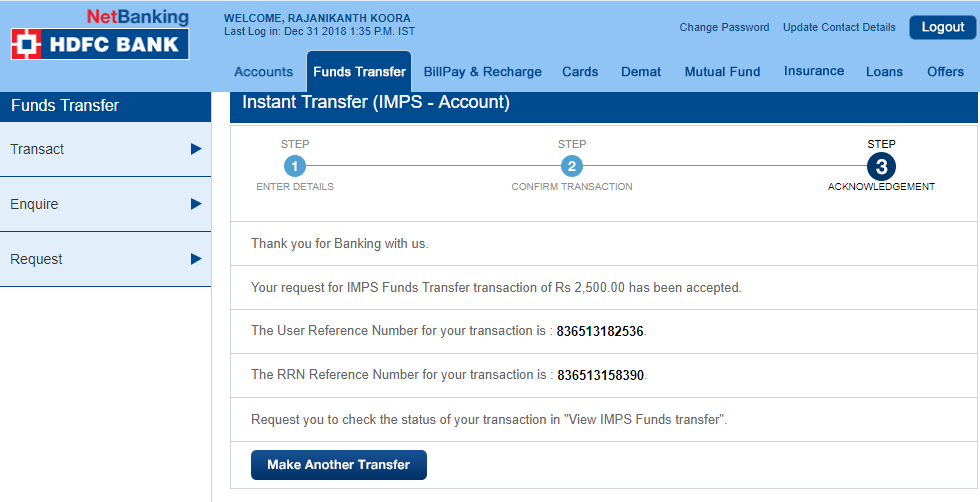 NetBanking
HDFC BANK
WELCOME, RAJANIKANTH KOORA
Last Log in: Dec 31 2018 1:35 P.M. IST
Change Password Update Contact Details Logout
Accounts Funds Transfer BillPay & Recharge Cards Demat Mutual Fund Insurance Loans Offers
Funds Transfer
Transact
Enquire
Request
Instant Transfer (IMPS - Account)
STEP STEP STEP
1 2 3
ENTER DETAILS CONFIRM TRANSACTION ACKNOWLEDGEMENT
Thank you for Banking with us.
Your request for IMPS Funds Transfer transaction of Rs 2,500.00 has been accepted.
The User Reference Number for your transaction is : 836513182536.
The RRN Reference Number for your transaction is : 836513158390.
Request you to check the status of your transaction in "View IMPS Funds transfer".
Make Another Transfer